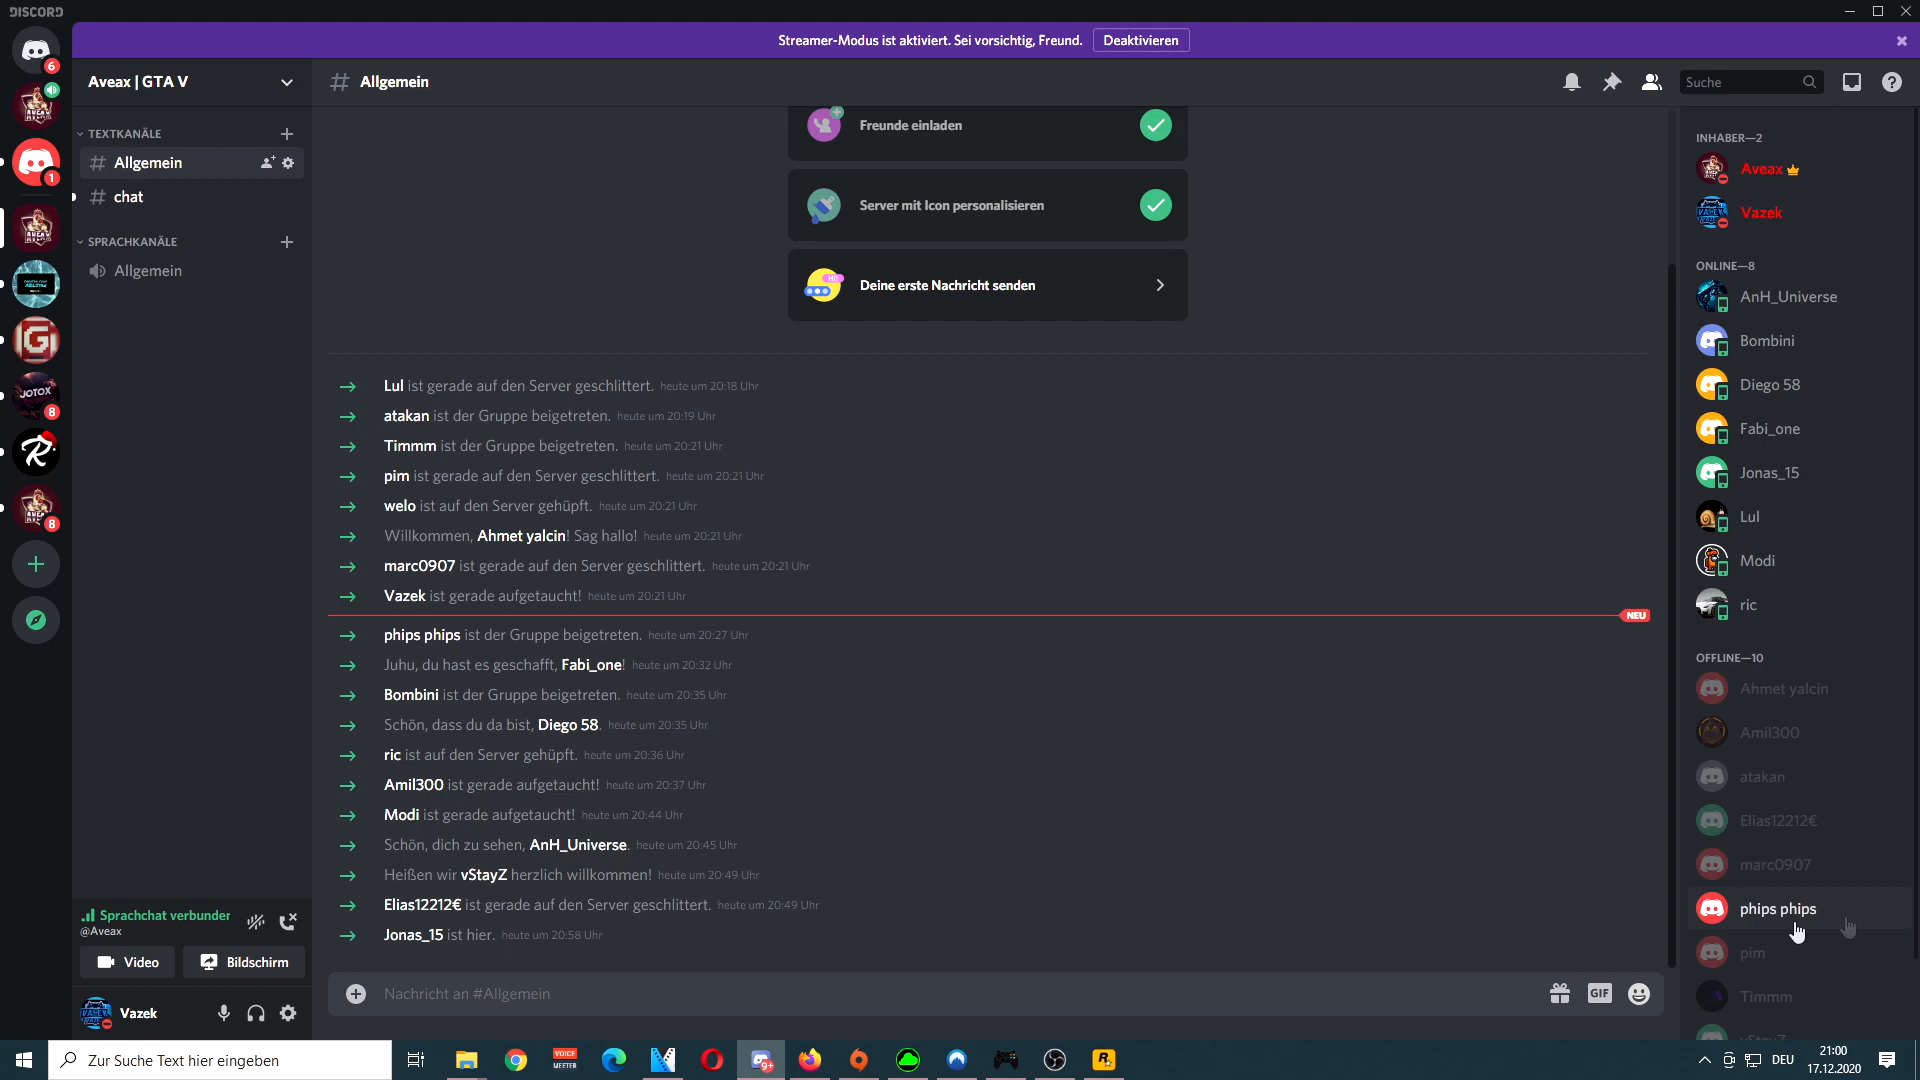 DISCORD
Streamer-Modus ist aktiviert. Sei vorsichtig, Freund. Deaktivieren
Aveax | GTA V
Allgemein
Suche
TEXTKANÄLE
Allgemein
chat
SPRACHKANÄLE
Allgemein
6
1
JOTOX
8
8
Freunde einladen
Server mit Icon personalisieren
Deine erste Nachricht senden
Lul ist gerade auf den Server geschlittert. heute um 20:18 Uhr
atakan ist der Gruppe beigetreten. heute um 20:19 Uhr
Timmm ist der Gruppe beigetreten. heute um 20:21 Uhr
pim ist gerade auf den Server geschlittert. heute um 20:21 Uhr
welo ist auf den Server gehüpft. heute um 20:21 Uhr
Willkommen, Ahmet yalcin! Sag hallo! heute um 20:21 Uhr
marc0907 ist gerade auf den Server geschlittert. heute um 20:21 Uhr
Vazek ist gerade aufgetaucht! heute um 20:21 Uhr
NEU
phips phips ist der Gruppe beigetreten. heute um 20:27 Uhr
Juhu, du hast es geschafft, Fabi_one! heute um 20:32 Uhr
Bombini ist der Gruppe beigetreten. heute um 20:35 Uhr
Schön, dass du da bist, Diego 58. heute um 20:35 Uhr
ric ist auf den Server gehüpft. heute um 20:36 Uhr
Amil300 ist gerade aufgetaucht! heute um 20:37 Uhr
Modi ist gerade aufgetaucht! heute um 20:44 Uhr
Schön, dich zu sehen, AnH_Universe. heute um 20:45 Uhr
Heißen wir vStayZ herzlich willkommen! heute um 20:49 Uhr
Elias12212€ ist gerade auf den Server geschlittert. heute um 20:49 Uhr
Jonas_15 ist hier. heute um 20:58 Uhr
Nachricht an #Allgemein
GIF
INHABER—2
Aveax
Vazek
ONLINE—8
AnH_Universe
Bombini
Diego 58
Fabi_one
Jonas_15
Lul
Modi
ric
OFFLINE—10
Ahmet yalcin
Amil300
atakan
Elias12212€
marc0907
phips phips
pim
Timmm
vStayZ
Sprachchat verbunden
@Aveax
Video
Bildschirm
Vazek
Zur Suche Text hier eingeben
VOICE
MEETER
9+
DEU
21:00
17.12.2020